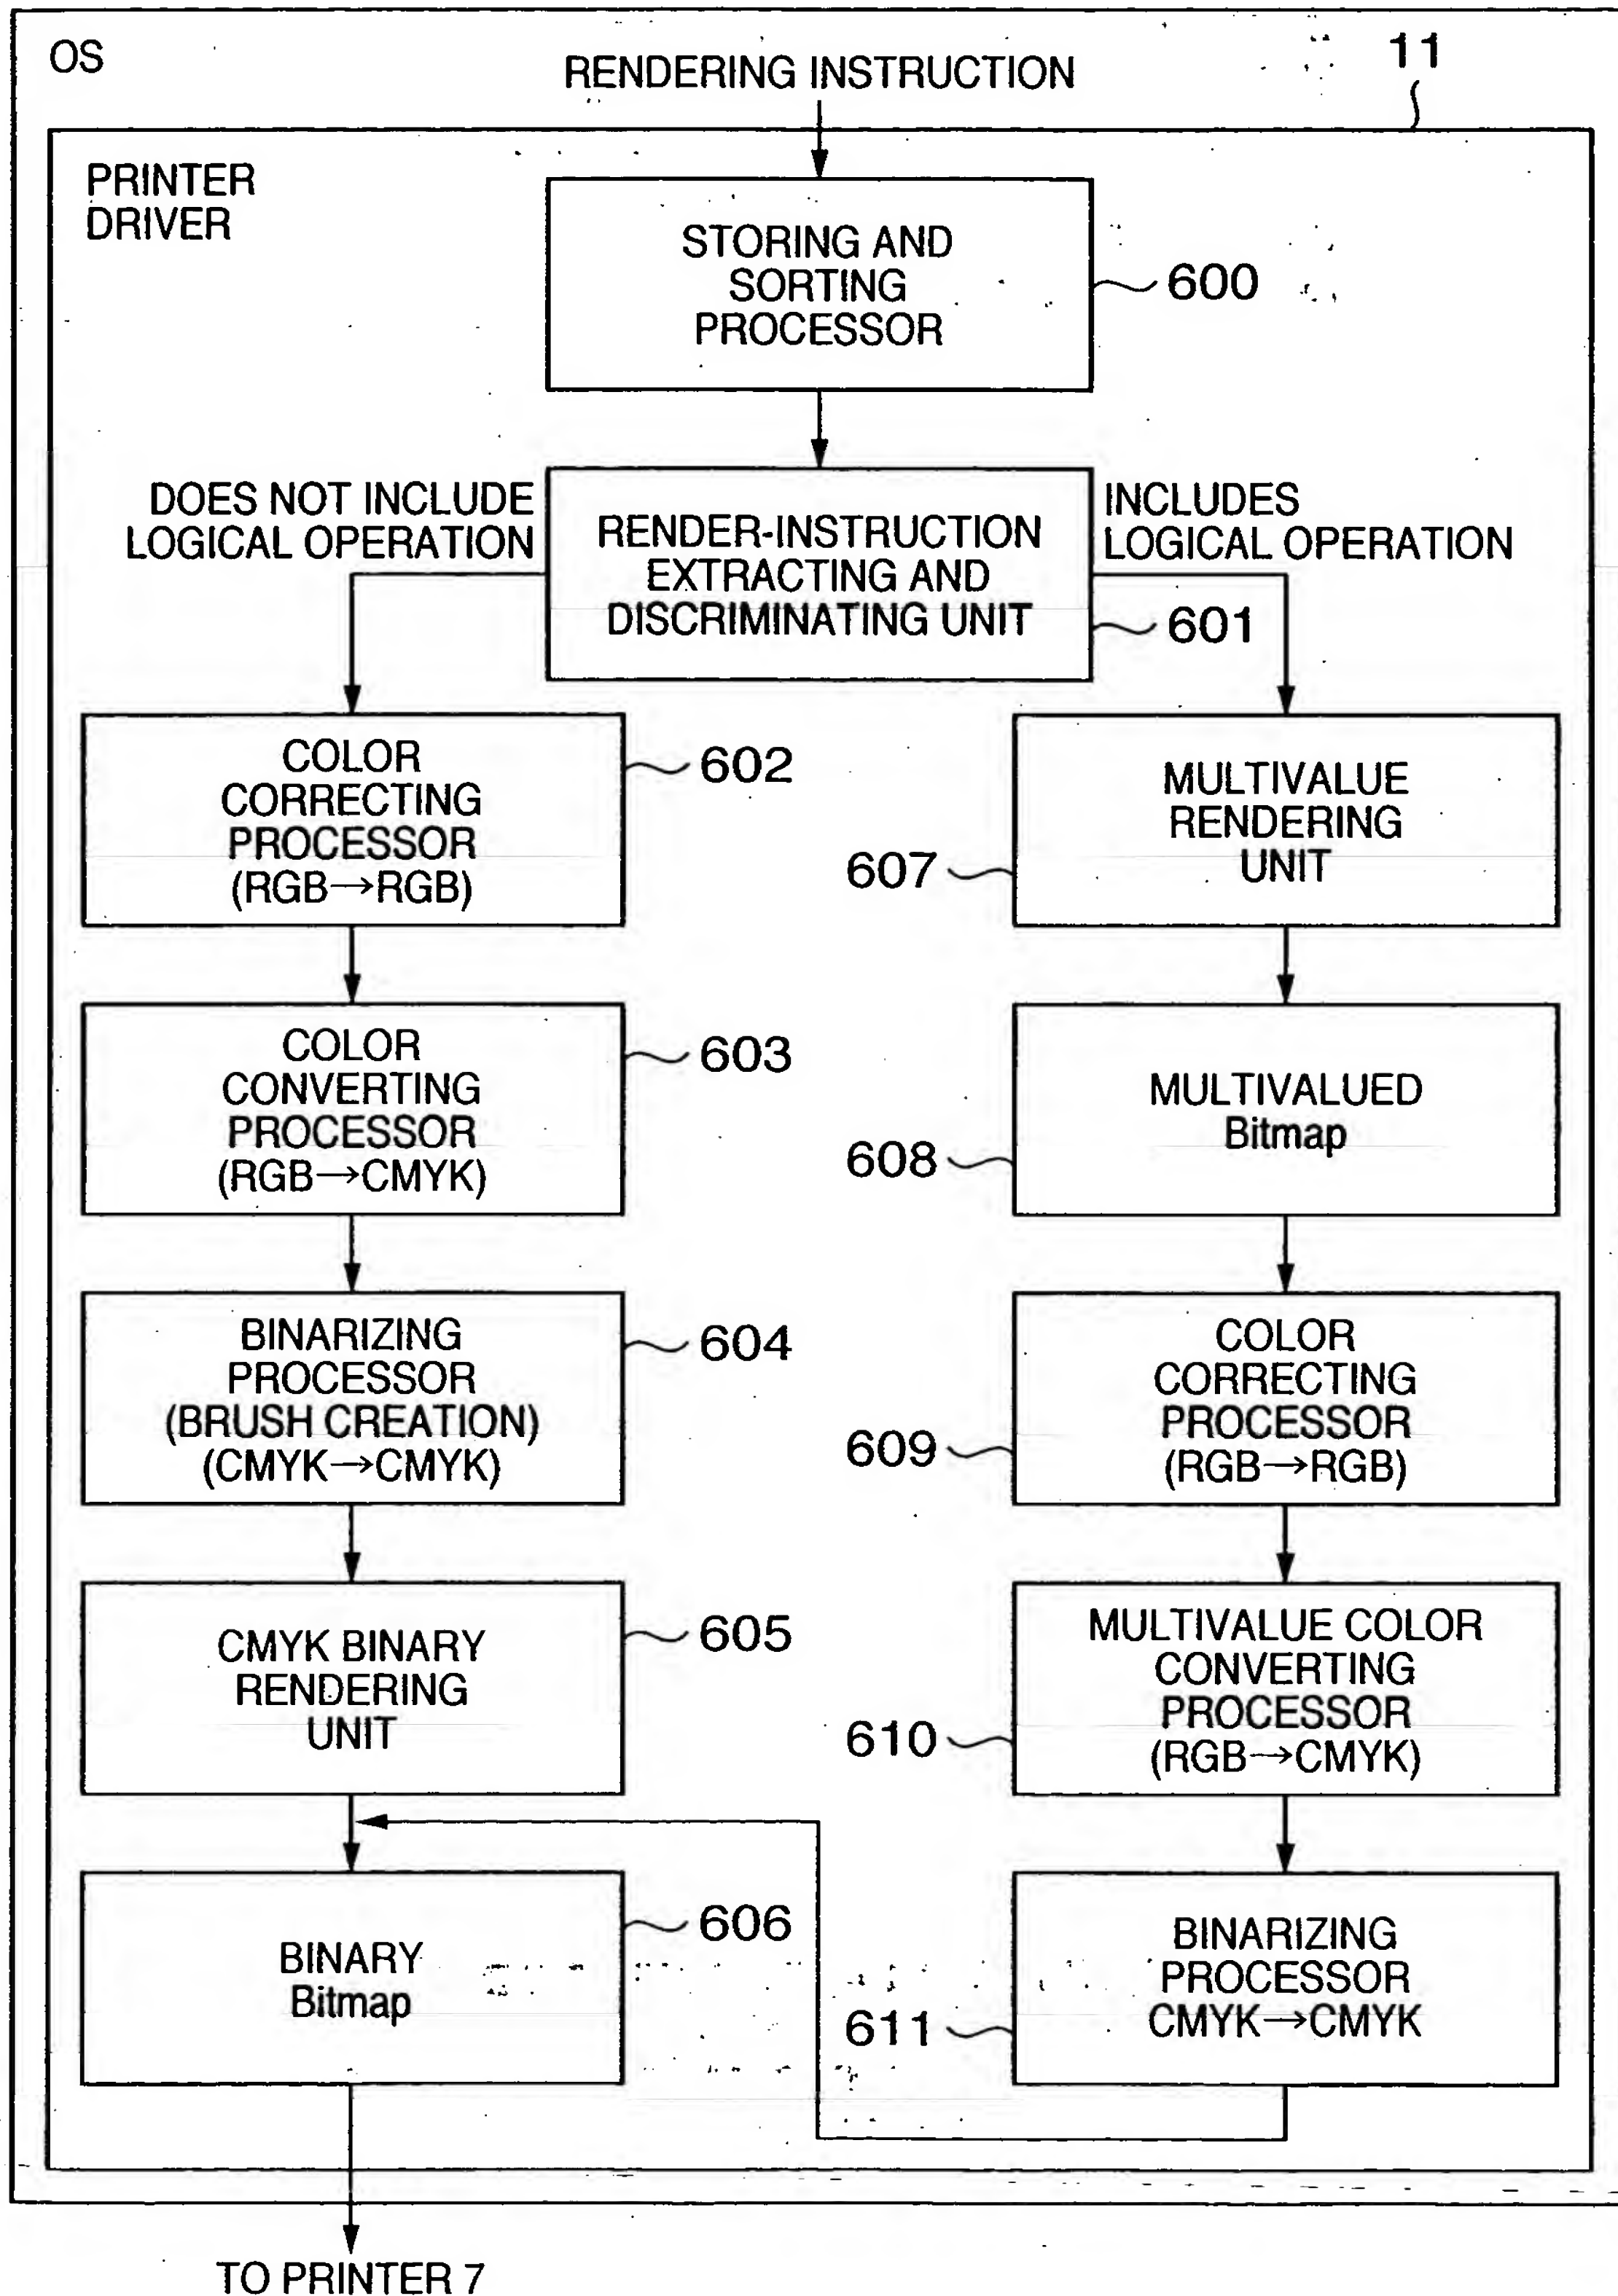 OS
RENDERING INSTRUCTION
11
PRINTER
DRIVER
STORING AND
SORTING
PROCESSOR
600
DOES NOT INCLUDE
LOGICAL OPERATION
RENDER-INSTRUCTION
EXTRACTING AND
DISCRIMINATING UNIT
601
INCLUDES
LOGICAL OPERATION
COLOR
CORRECTING
PROCESSOR
(RGB→RGB)
602
COLOR
CONVERTING
PROCESSOR
(RGB→CMYK)
603
BINARIZING
PROCESSOR
(BRUSH CREATION)
(CMYK→CMYK)
604
CMYK BINARY
RENDERING
UNIT
605
BINARY
Bitmap
606
MULTIVALUE
RENDERING
UNIT
607
MULTIVALUED
Bitmap
608
COLOR
CORRECTING
PROCESSOR
(RGB→RGB)
609
MULTIVALUE COLOR
CONVERTING
PROCESSOR
(RGB→CMYK)
610
BINARIZING
PROCESSOR
CMYK→CMYK
611
TO PRINTER 7